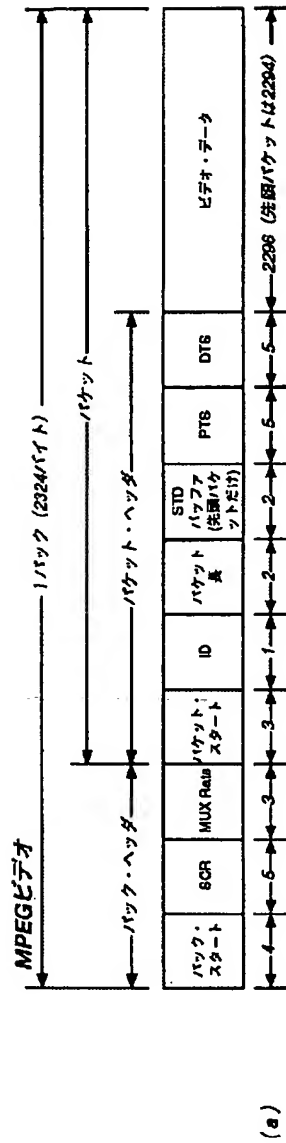 MPEGビデオ
1パック (2324バイト)
パケット
パック・ヘッダ
パケット・ヘッダ
パック・
スタート
SCR
MUX Rate
パケット・
スタート
ID
パケット
長
STD
バッファ
(先頭パケ
ットだけ)
PTS
DTS
ビデオ・データ
4
5
3
3
1
2
2
5
5
2296 (先頭パケットは2294)
(a)